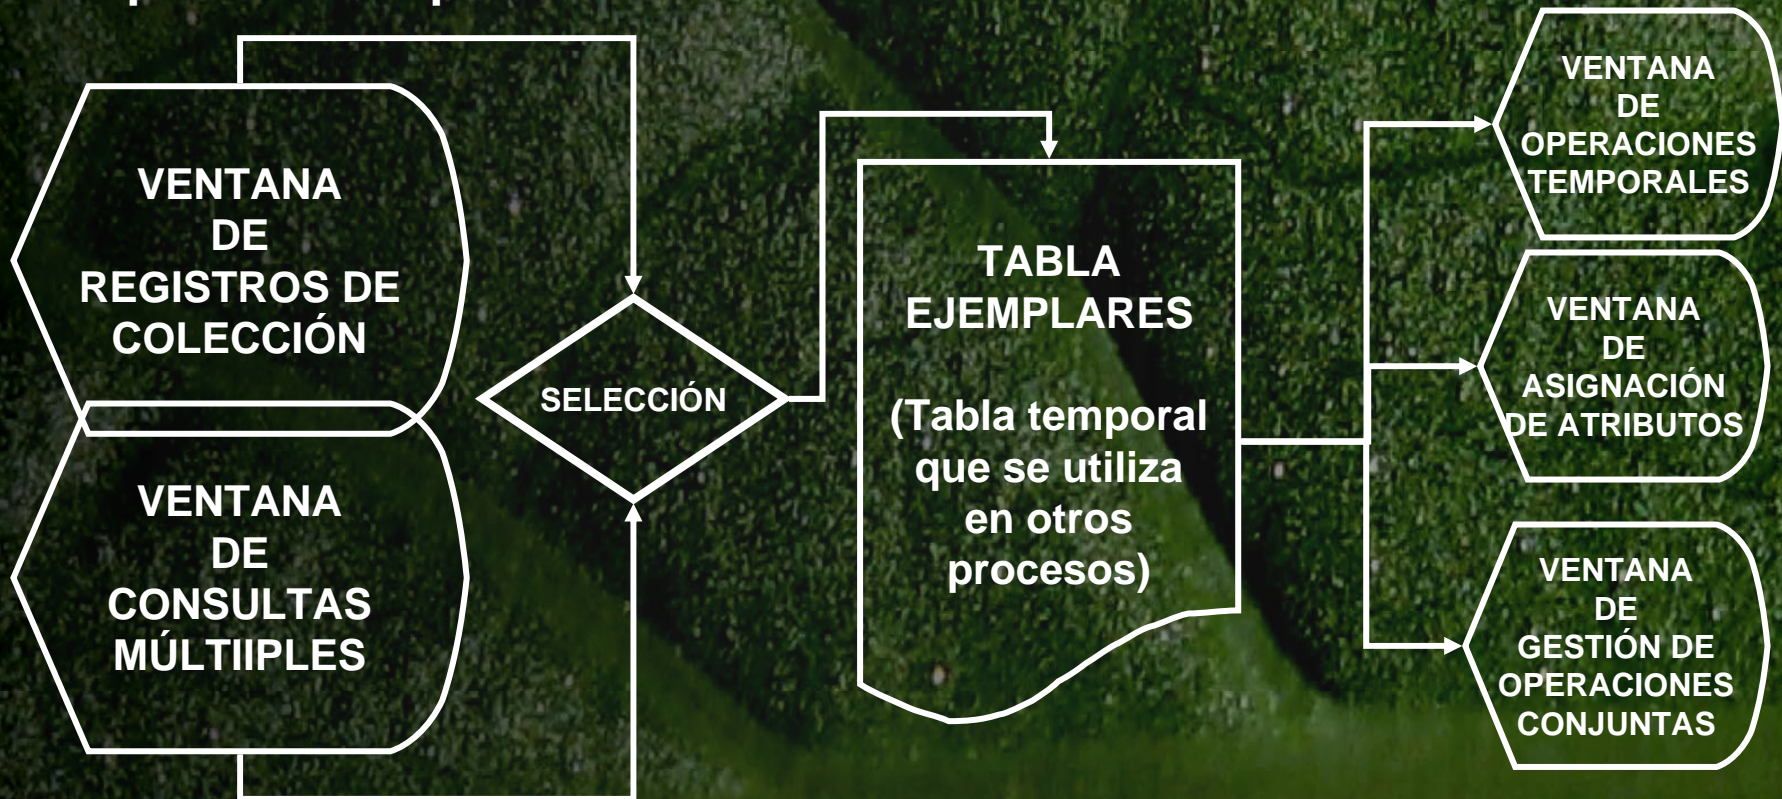 VENTANA
DE
REGISTROS DE
COLECCIÓN
VENTANA
DE
CONSULTAS
MÚLTIIPLES
SELECCIÓN
TABLA
EJEMPLARES
(Tabla temporal
que se utiliza
en otros
procesos)
VENTANA
DE
OPERACIONES
TEMPORALES
VENTANA
DE
ASIGNACIÓN
DE ATRIBUTOS
VENTANA
DE
GESTIÓN DE
OPERACIONES
CONJUNTAS